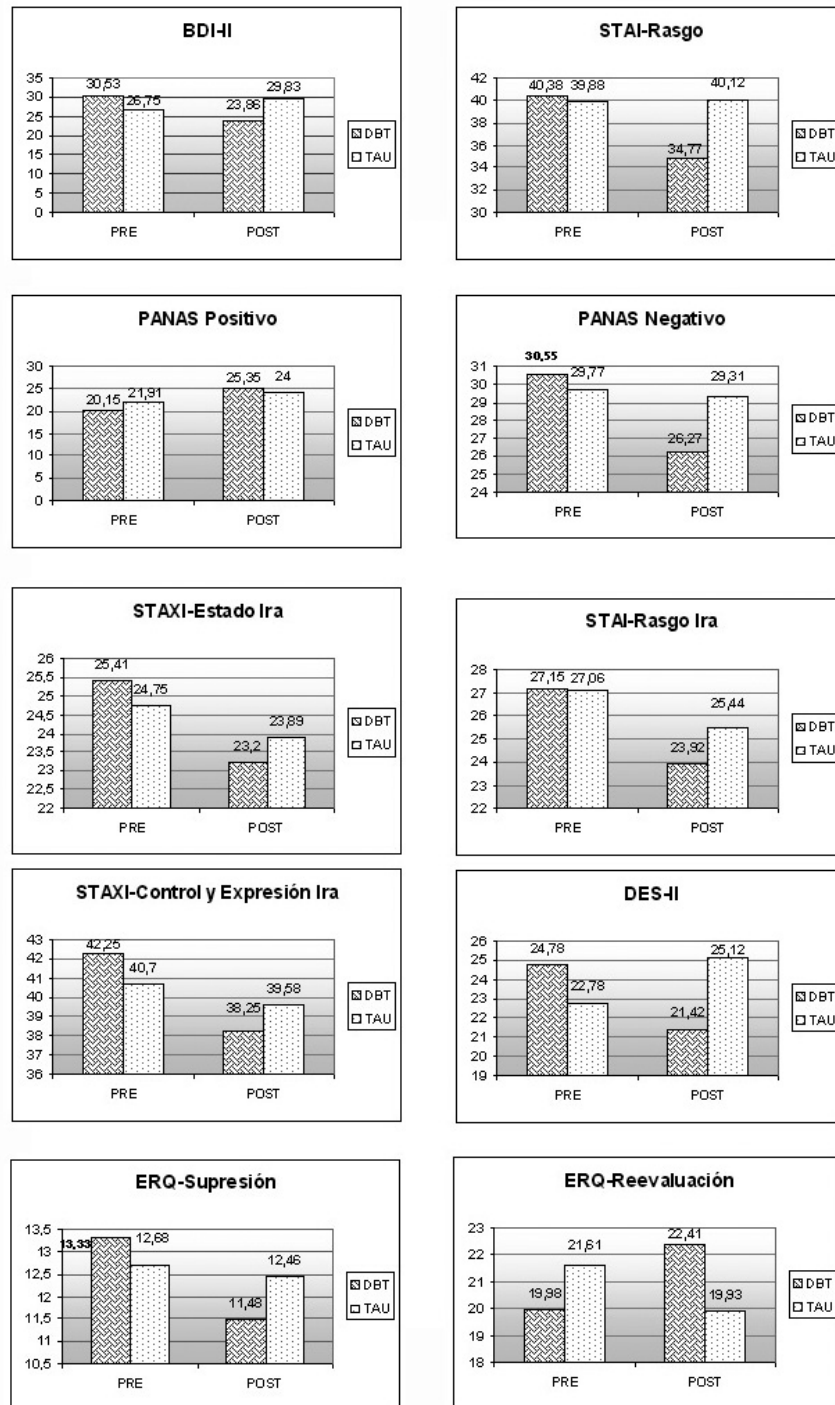 BDI-II
35
30
25
20
15
10
5
0
30,53
26,75
23,86
29,83
PRE
POST
DBT
TAU
STAI-Rasgo
42
40
38
36
34
32
30
40,38
39,88
34,77
40,12
PRE
POST
DBT
TAU
PANAS Positivo
30
25
20
15
10
5
0
20,15
21,91
25,35
24
PRE
POST
DBT
TAU
PANAS Negativo
31
30
29
28
27
26
25
24
30,55
29,77
26,27
29,31
PRE
POST
DBT
TAU
STAXI-Estado Ira
26
25,5
25
24,5
24
23,5
23
22,5
22
25,41
24,75
23,2
23,89
PRE
POST
DBT
TAU
STAI-Rasgo Ira
28
27
26
25
24
23
22
27,15
27,06
23,92
25,44
PRE
POST
DBT
TAU
STAXI-Control y Expresión Ira
43
42
41
40
39
38
37
36
42,25
40,7
38,25
39,58
PRE
POST
DBT
TAU
DES-II
26
25
24
23
22
21
20
19
24,78
22,78
21,42
25,12
PRE
POST
DBT
TAU
ERQ-Supresión
13,5
13
12,5
12
11,5
11
10,5
13,33
12,68
11,48
12,46
PRE
POST
DBT
TAU
ERQ-Reevaluación
23
22
21
20
19
18
19,98
21,61
22,41
19,93
PRE
POST
DBT
TAU